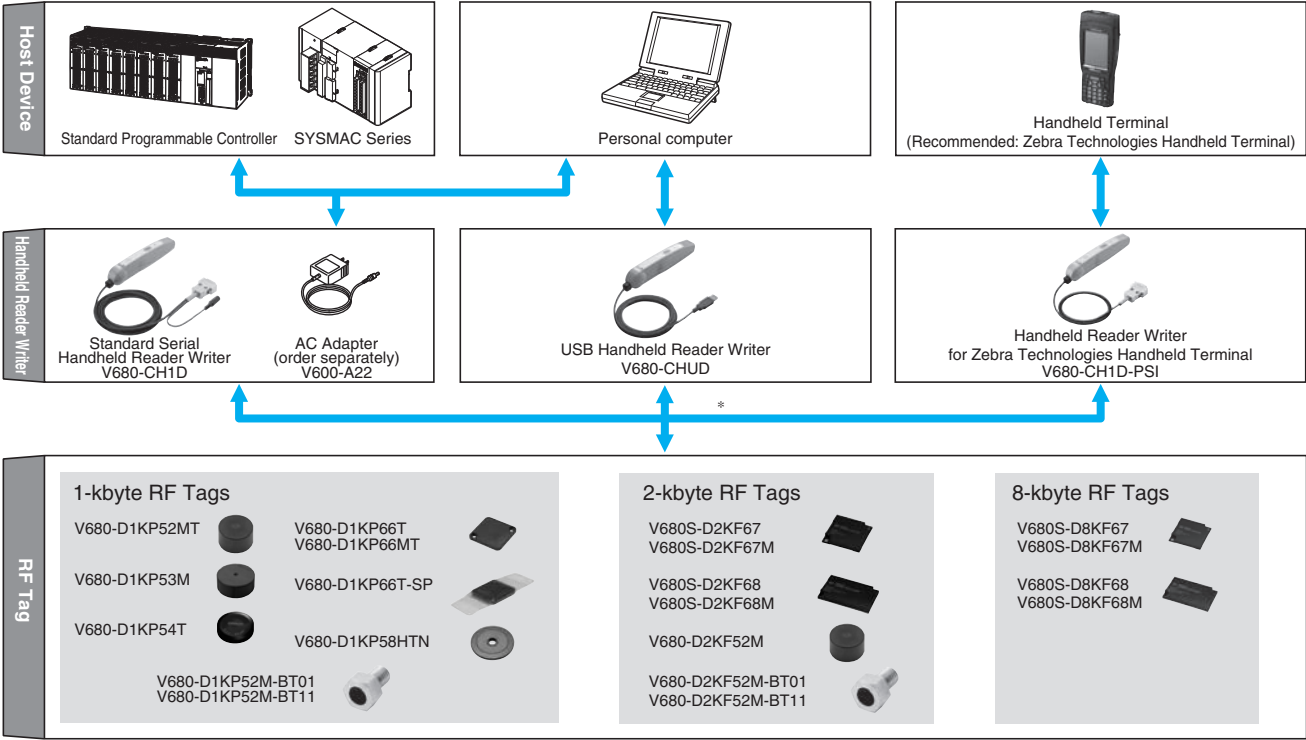 Host Device
Standard Programmable Controller
SYSMAC Series
Personal computer
Handheld Terminal
(Recommended: Zebra Technologies Handheld Terminal)
Handheld Reader Writer
Standard Serial
Handheld Reader Writer
V680-CH1D
AC Adapter
(order separately)
V600-A22
USB Handheld Reader Writer
V680-CHUD
Handheld Reader Writer
for Zebra Technologies Handheld Terminal
V680-CH1D-PSI
*
RF Tag
1-kbyte RF Tags
V680-D1KP52MT
V680-D1KP53M
V680-D1KP54T
V680-D1KP66T
V680-D1KP66MT
V680-D1KP66T-SP
V680-D1KP58HTN
V680-D1KP52M-BT01
V680-D1KP52M-BT11
2-kbyte RF Tags
V680S-D2KF67
V680S-D2KF67M
V680S-D2KF68
V680S-D2KF68M
V680-D2KF52M
V680-D2KF52M-BT01
V680-D2KF52M-BT11
8-kbyte RF Tags
V680S-D8KF67
V680S-D8KF67M
V680S-D8KF68
V680S-D8KF68M